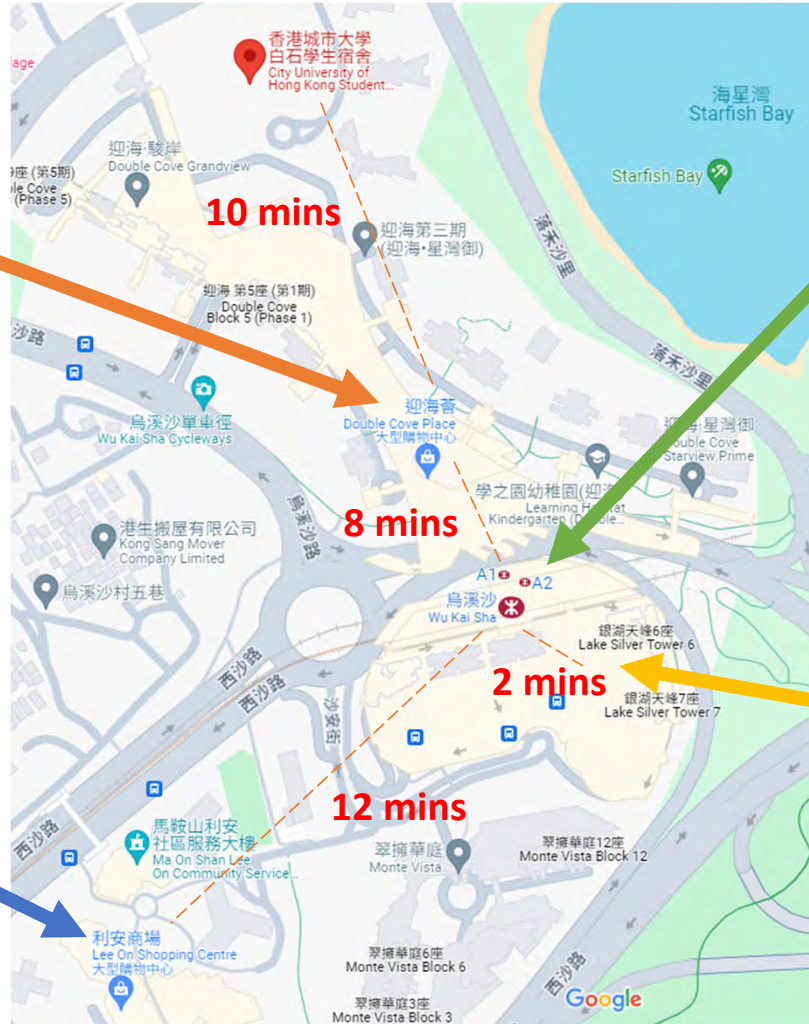 香港城市大學
白石學生宿舍
City University of
Hong Kong Student...
age
海星灣
Starfish Bay
迎海·駿岸
Double Cove Grandview
座 (第5期)
ble Cove
(Phase 5)
Starfish Bay
10 mins
迎海第三期
(迎海•星灣御)
落禾沙里
迎海 第5座 (第1期)
Double Cove
Block 5 (Phase 1)
沙路
落禾沙里
迎海薈
Double Cove Place
大型購物中心
烏溪沙單車徑
Wu Kai Sha Cycleways
迎海·星灣御
Double Cove
Starview Prime
學之園幼稚園(迎海
Learning Habitat
Kindergarten (Double...
8 mins
烏溪沙路
港生搬屋有限公司
Kong Sang Mover
Company Limited
A1
A2
烏溪沙村五巷
烏溪沙
Wu Kai Sha
銀湖天峰6座
Lake Silver Tower 6
西沙路
西沙路
2 mins
銀湖天峰7座
Lake Silver Tower 7
沙安街
12 mins
馬鞍山利安
社區服務大樓
Ma On Shan Lee
On Community Service...
西沙路
翠擁華庭
Monte Vista
翠擁華庭12座
Monte Vista Block 12
利安商場
Lee On Shopping Centre
大型購物中心
翠擁華庭6座
Monte Vista Block 6
西沙路
翠擁華庭3座
Monte Vista Block 3
Google